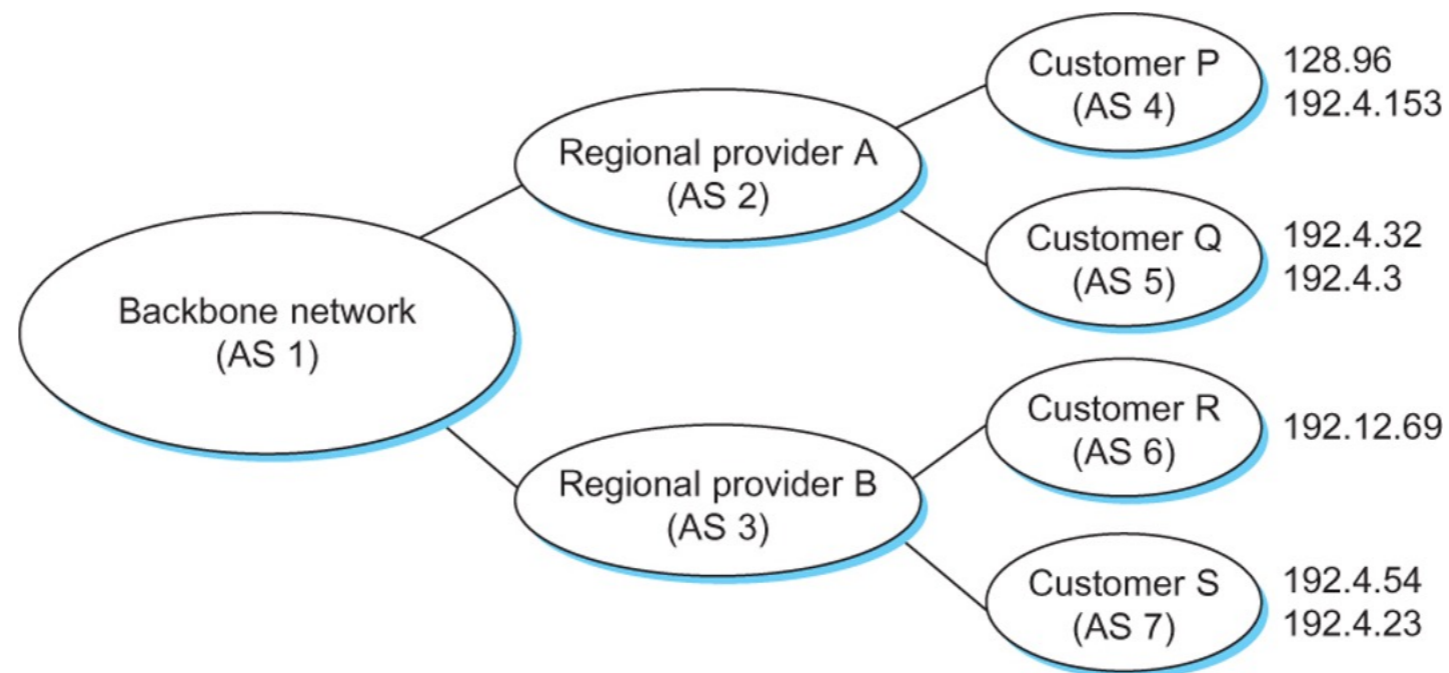 Backbone network
(AS 1)
Regional provider A
(AS 2)
Regional provider B
(AS 3)
Customer P
(AS 4)
128.96
192.4.153
Customer Q
(AS 5)
192.4.32
192.4.3
Customer R
(AS 6)
192.12.69
Customer S
(AS 7)
192.4.54
192.4.23